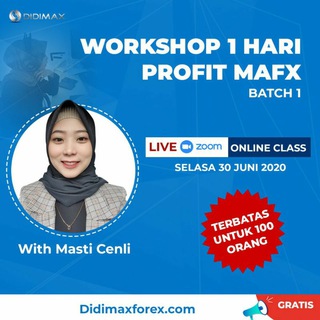 DIDIMAX
WORKSHOP 1 HARI
PROFIT MAFX
BATCH 1
LIVE zoom ONLINE CLASS
SELASA 30 JUNI 2020
TERBATAS
UNTUK 100
ORANG
With Masti Cenli
Didimaxforex.com
GRATIS